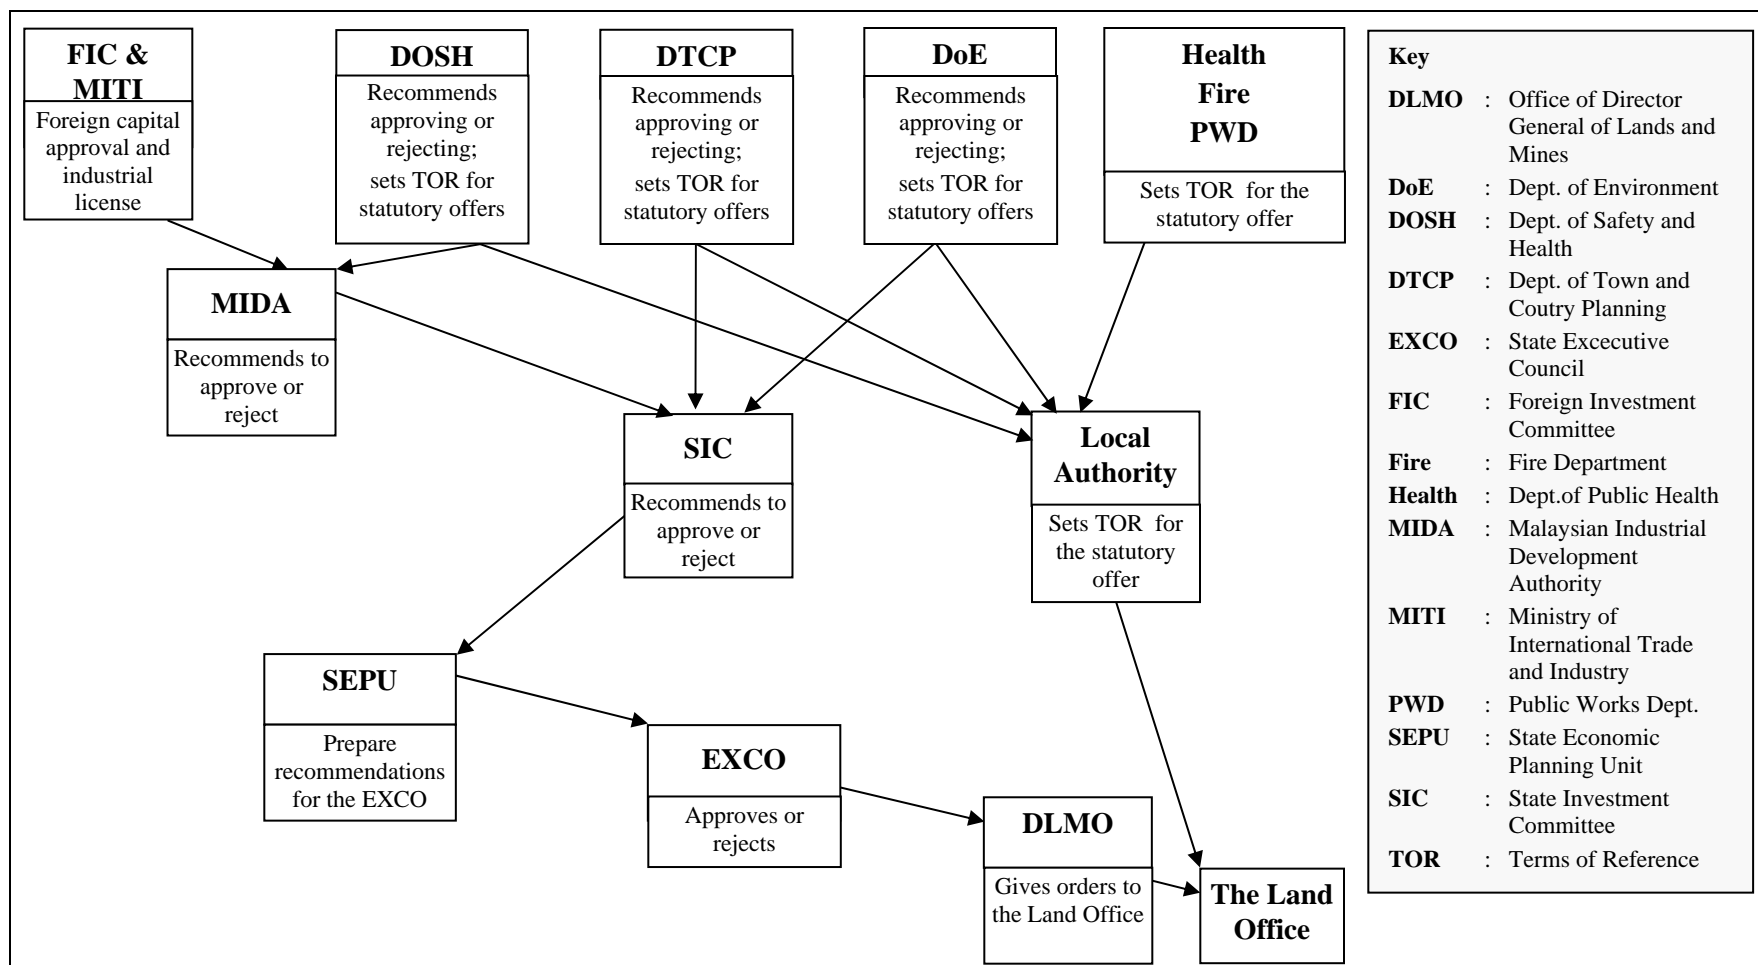 FIC &
MITI
Foreign capital
approval and
industrial
license
DOSH
Recommends
approving or
rejecting;
sets TOR for
statutory offers
DTCP
Recommends
approving or
rejecting;
sets TOR for
statutory offers
DoE
Recommends
approving or
rejecting;
sets TOR for
statutory offers
Health
Fire
PWD
Sets TOR for the
statutory offer
MIDA
Recommends to
approve or
reject
SIC
Recommends to
approve or
reject
Local
Authority
Sets TOR for
the statutory
offer
SEPU
Prepare
recommendations
for the EXCO
EXCO
Approves or
rejects
DLMO
Gives orders to
the Land Office
The Land
Office
Key
DLMO : Office of Director
General of Lands and
Mines
DoE : Dept. of Environment
DOSH : Dept. of Safety and
Health
DTCP : Dept. of Town and
Coutry Planning
EXCO : State Excecutive
Council
FIC : Foreign Investment
Committee
Fire : Fire Department
Health : Dept.of Public Health
MIDA : Malaysian Industrial
Development
Authority
MITI : Ministry of
International Trade
and Industry
PWD : Public Works Dept.
SEPU : State Economic
Planning Unit
SIC : State Investment
Committee
TOR : Terms of Reference